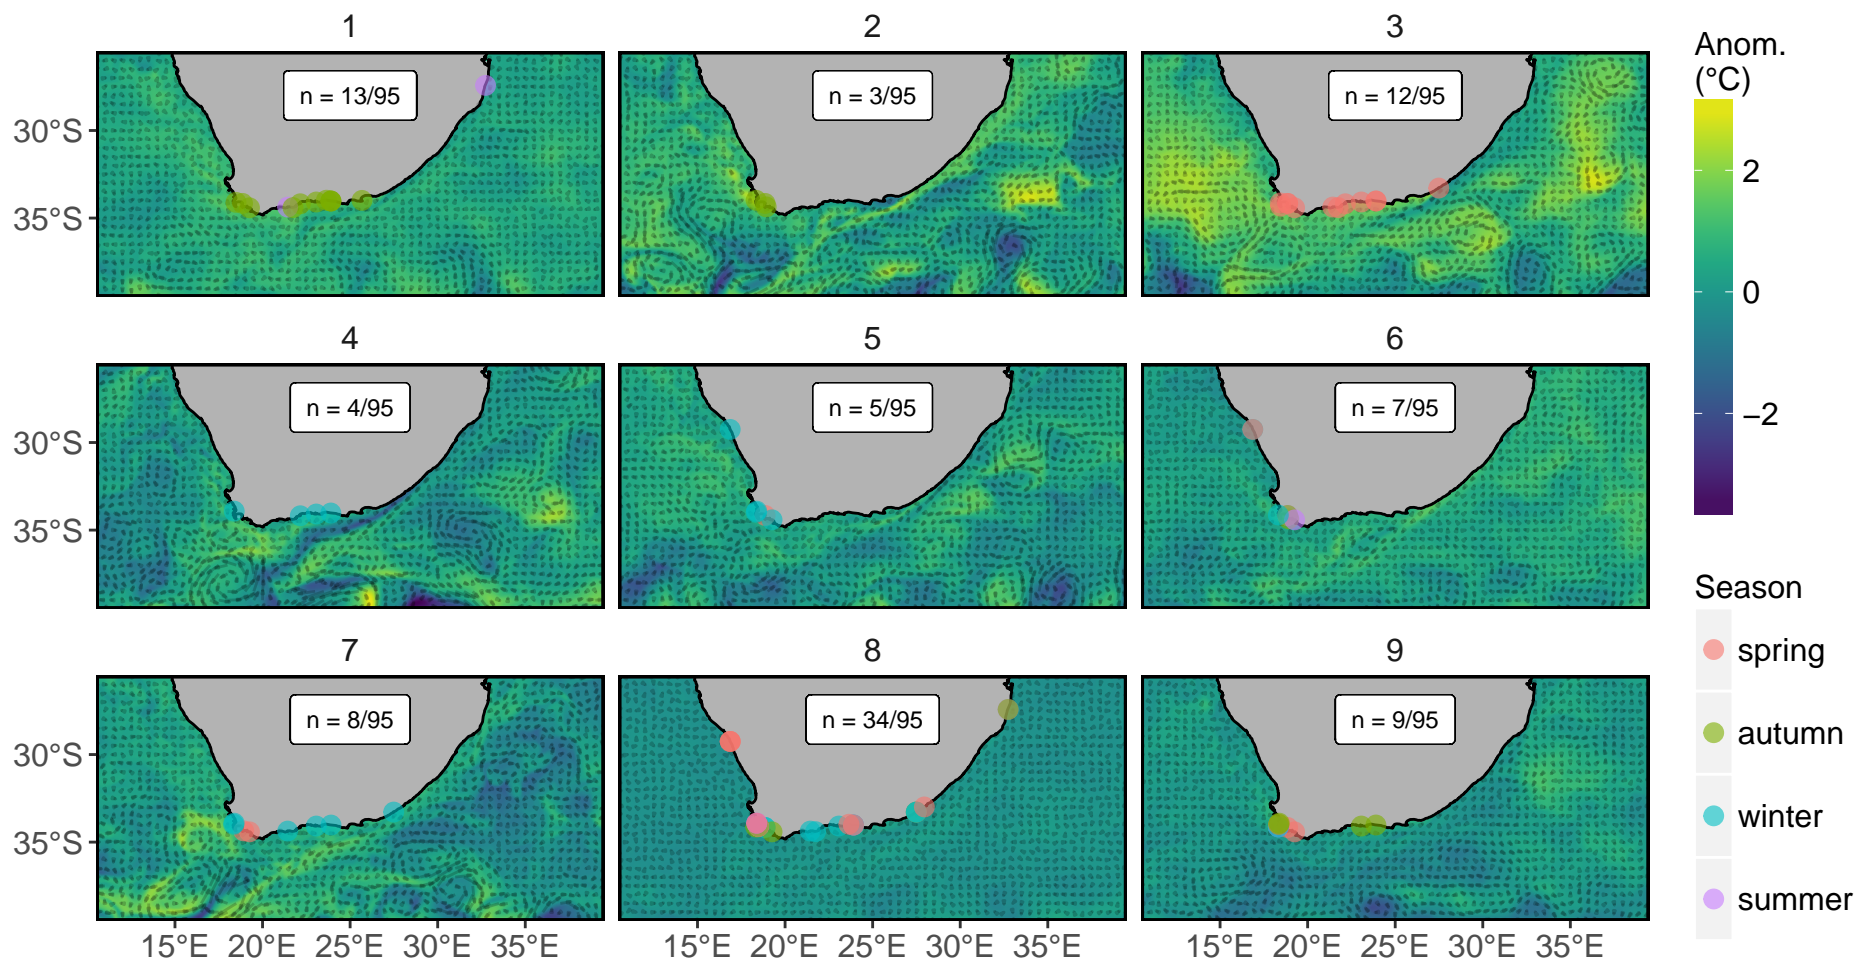 1
2
3
Anom.
(°C)
n = 13/95
n = 3/95
n = 12/95
30°S
35°S
2
0
−2
4
5
6
n = 4/95
n = 5/95
n = 7/95
30°S
35°S
Season
spring
autumn
winter
summer
7
8
9
n = 8/95
n = 34/95
n = 9/95
30°S
35°S
15°E 20°E 25°E 30°E 35°E
15°E 20°E 25°E 30°E 35°E
15°E 20°E 25°E 30°E 35°E